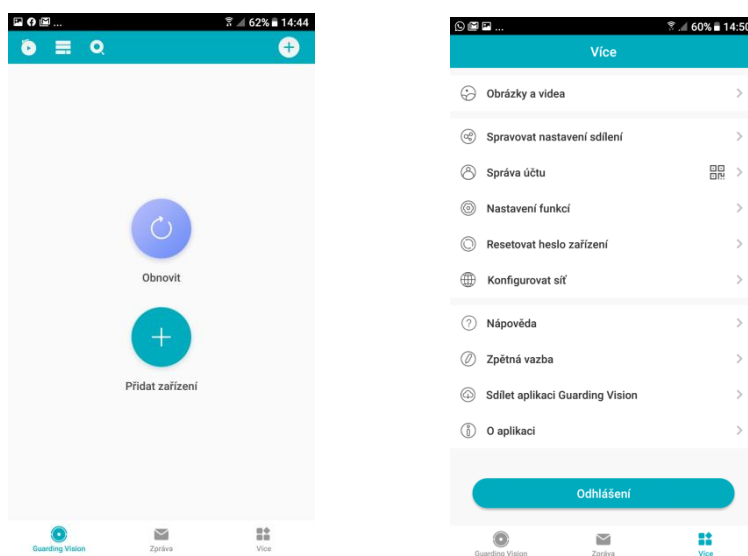 ... 62% 14:44
Obnovit
Přidat zařízení
Guarding Vision Zpráva Více
... 60% 14:50
Více
Obrázky a videa
Spravovat nastavení sdílení
Správa účtu
Nastavení funkcí
Resetovat heslo zařízení
Konfigurovat síť
Nápověda
Zpětná vazba
Sdílet aplikaci Guarding Vision
O aplikaci
Odhlášení
Guarding Vision Zpráva Více